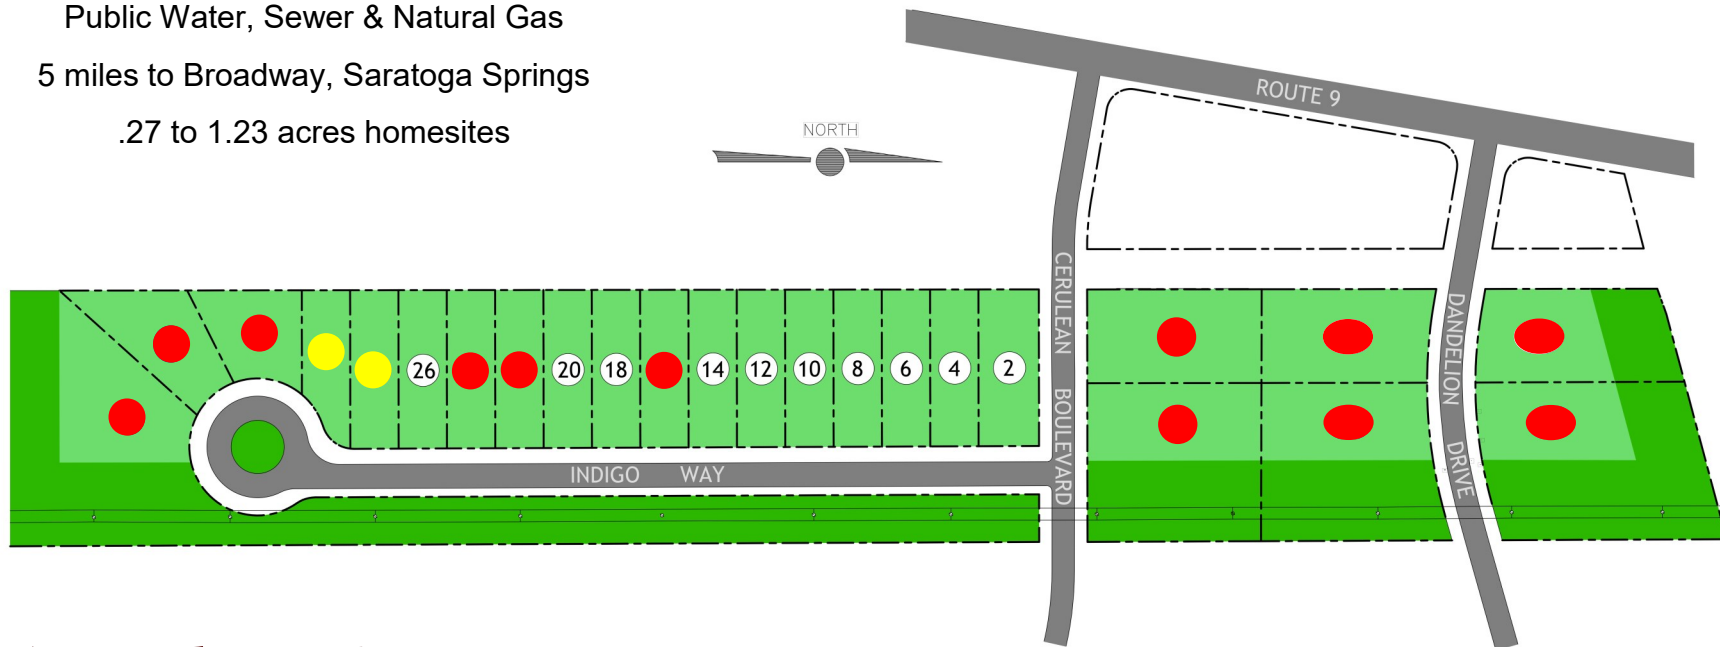 Public Water, Sewer & Natural Gas
5 miles to Broadway, Saratoga Springs
.27 to 1.23 acres homesites
NORTH
ROUTE 9
CERULEAN BOULEVARD
DANDELION DRIVE
26
20
18
14
12
10
8
6
4
2
INDIGO WAY